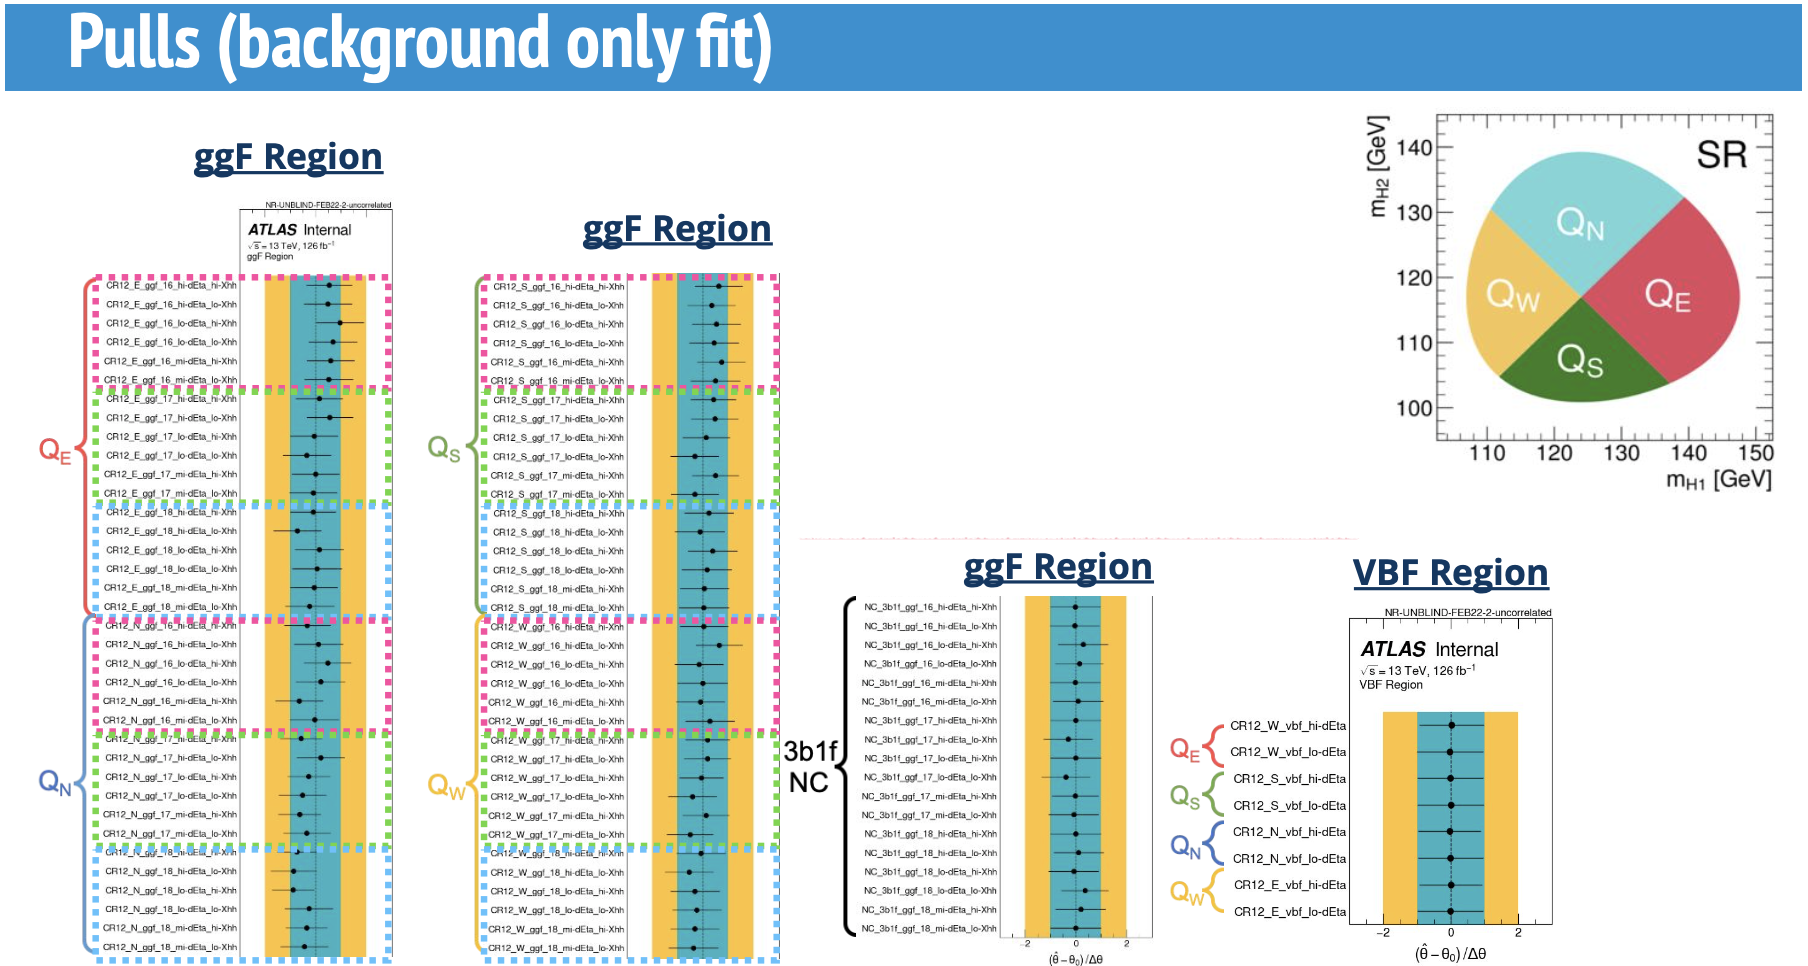 Pulls (background only fit)
ggF Region
NR-UNBLIND-FEB22-2-uncorrelated
ATLAS Internal
√s = 13 TeV, 126 fb⁻¹
ggF Region
Q_E
CR12_E_ggf_16_hi-dEta_hi-Xhh
CR12_E_ggf_16_hi-dEta_lo-Xhh
CR12_E_ggf_16_lo-dEta_hi-Xhh
CR12_E_ggf_16_lo-dEta_lo-Xhh
CR12_E_ggf_16_mi-dEta_hi-Xhh
CR12_E_ggf_16_mi-dEta_lo-Xhh
CR12_E_ggf_17_hi-dEta_hi-Xhh
CR12_E_ggf_17_hi-dEta_lo-Xhh
CR12_E_ggf_17_lo-dEta_hi-Xhh
CR12_E_ggf_17_lo-dEta_lo-Xhh
CR12_E_ggf_17_mi-dEta_hi-Xhh
CR12_E_ggf_17_mi-dEta_lo-Xhh
CR12_E_ggf_18_hi-dEta_hi-Xhh
CR12_E_ggf_18_hi-dEta_lo-Xhh
CR12_E_ggf_18_lo-dEta_hi-Xhh
CR12_E_ggf_18_lo-dEta_lo-Xhh
CR12_E_ggf_18_mi-dEta_hi-Xhh
CR12_E_ggf_18_mi-dEta_lo-Xhh
Q_N
CR12_N_ggf_16_hi-dEta_hi-Xhh
CR12_N_ggf_16_hi-dEta_lo-Xhh
CR12_N_ggf_16_lo-dEta_hi-Xhh
CR12_N_ggf_16_lo-dEta_lo-Xhh
CR12_N_ggf_16_mi-dEta_hi-Xhh
CR12_N_ggf_16_mi-dEta_lo-Xhh
CR12_N_ggf_17_hi-dEta_hi-Xhh
CR12_N_ggf_17_hi-dEta_lo-Xhh
CR12_N_ggf_17_lo-dEta_hi-Xhh
CR12_N_ggf_17_lo-dEta_lo-Xhh
CR12_N_ggf_17_mi-dEta_hi-Xhh
CR12_N_ggf_17_mi-dEta_lo-Xhh
CR12_N_ggf_18_hi-dEta_lo-Xhh
CR12_N_ggf_18_hi-dEta_hi-Xhh
CR12_N_ggf_18_lo-dEta_hi-Xhh
CR12_N_ggf_18_lo-dEta_lo-Xhh
CR12_N_ggf_18_mi-dEta_hi-Xhh
CR12_N_ggf_18_mi-dEta_lo-Xhh
ggF Region
Q_S
CR12_S_ggf_16_hi-dEta_hi-Xhh
CR12_S_ggf_16_hi-dEta_lo-Xhh
CR12_S_ggf_16_lo-dEta_hi-Xhh
CR12_S_ggf_16_lo-dEta_lo-Xhh
CR12_S_ggf_16_mi-dEta_hi-Xhh
CR12_S_ggf_16_mi-dEta_lo-Xhh
CR12_S_ggf_17_hi-dEta_hi-Xhh
CR12_S_ggf_17_hi-dEta_lo-Xhh
CR12_S_ggf_17_lo-dEta_hi-Xhh
CR12_S_ggf_17_lo-dEta_lo-Xhh
CR12_S_ggf_17_mi-dEta_hi-Xhh
CR12_S_ggf_17_mi-dEta_lo-Xhh
CR12_S_ggf_18_hi-dEta_hi-Xhh
CR12_S_ggf_18_hi-dEta_lo-Xhh
CR12_S_ggf_18_lo-dEta_hi-Xhh
CR12_S_ggf_18_lo-dEta_lo-Xhh
CR12_S_ggf_18_mi-dEta_hi-Xhh
CR12_S_ggf_18_mi-dEta_lo-Xhh
Q_W
CR12_W_ggf_16_hi-dEta_hi-Xhh
CR12_W_ggf_16_hi-dEta_lo-Xhh
CR12_W_ggf_16_lo-dEta_hi-Xhh
CR12_W_ggf_16_lo-dEta_lo-Xhh
CR12_W_ggf_16_mi-dEta_hi-Xhh
CR12_W_ggf_16_mi-dEta_lo-Xhh
CR12_W_ggf_17_hi-dEta_hi-Xhh
CR12_W_ggf_17_hi-dEta_lo-Xhh
CR12_W_ggf_17_lo-dEta_hi-Xhh
CR12_W_ggf_17_lo-dEta_lo-Xhh
CR12_W_ggf_17_mi-dEta_hi-Xhh
CR12_W_ggf_17_mi-dEta_lo-Xhh
CR12_W_ggf_18_hi-dEta_hi-Xhh
CR12_W_ggf_18_hi-dEta_lo-Xhh
CR12_W_ggf_18_lo-dEta_hi-Xhh
CR12_W_ggf_18_lo-dEta_lo-Xhh
CR12_W_ggf_18_mi-dEta_hi-Xhh
CR12_W_ggf_18_mi-dEta_lo-Xhh
ggF Region
3b1f
NC
NC_3b1f_ggf_16_hi-dEta_hi-Xhh
NC_3b1f_ggf_16_hi-dEta_lo-Xhh
NC_3b1f_ggf_16_lo-dEta_hi-Xhh
NC_3b1f_ggf_16_lo-dEta_lo-Xhh
NC_3b1f_ggf_16_mi-dEta_hi-Xhh
NC_3b1f_ggf_16_mi-dEta_lo-Xhh
NC_3b1f_ggf_17_hi-dEta_hi-Xhh
NC_3b1f_ggf_17_hi-dEta_lo-Xhh
NC_3b1f_ggf_17_lo-dEta_hi-Xhh
NC_3b1f_ggf_17_lo-dEta_lo-Xhh
NC_3b1f_ggf_17_mi-dEta_hi-Xhh
NC_3b1f_ggf_17_mi-dEta_lo-Xhh
NC_3b1f_ggf_18_hi-dEta_hi-Xhh
NC_3b1f_ggf_18_hi-dEta_lo-Xhh
NC_3b1f_ggf_18_lo-dEta_hi-Xhh
NC_3b1f_ggf_18_lo-dEta_lo-Xhh
NC_3b1f_ggf_18_mi-dEta_hi-Xhh
NC_3b1f_ggf_18_mi-dEta_lo-Xhh
−2 0 2
(θ̂ − θ₀) /Δθ
m_H2 [GeV]
140
130
120
110
100
SR
Q_N
Q_W
Q_E
Q_S
110 120 130 140 150
m_H1 [GeV]
VBF Region
NR-UNBLIND-FEB22-2-uncorrelated
ATLAS Internal
√s = 13 TeV, 126 fb⁻¹
VBF Region
Q_E
CR12_W_vbf_hi-dEta
CR12_W_vbf_lo-dEta
Q_S
CR12_S_vbf_hi-dEta
CR12_S_vbf_lo-dEta
Q_N
CR12_N_vbf_hi-dEta
CR12_N_vbf_lo-dEta
Q_W
CR12_E_vbf_hi-dEta
CR12_E_vbf_lo-dEta
−2 0 2
(θ̂ − θ₀) /Δθ